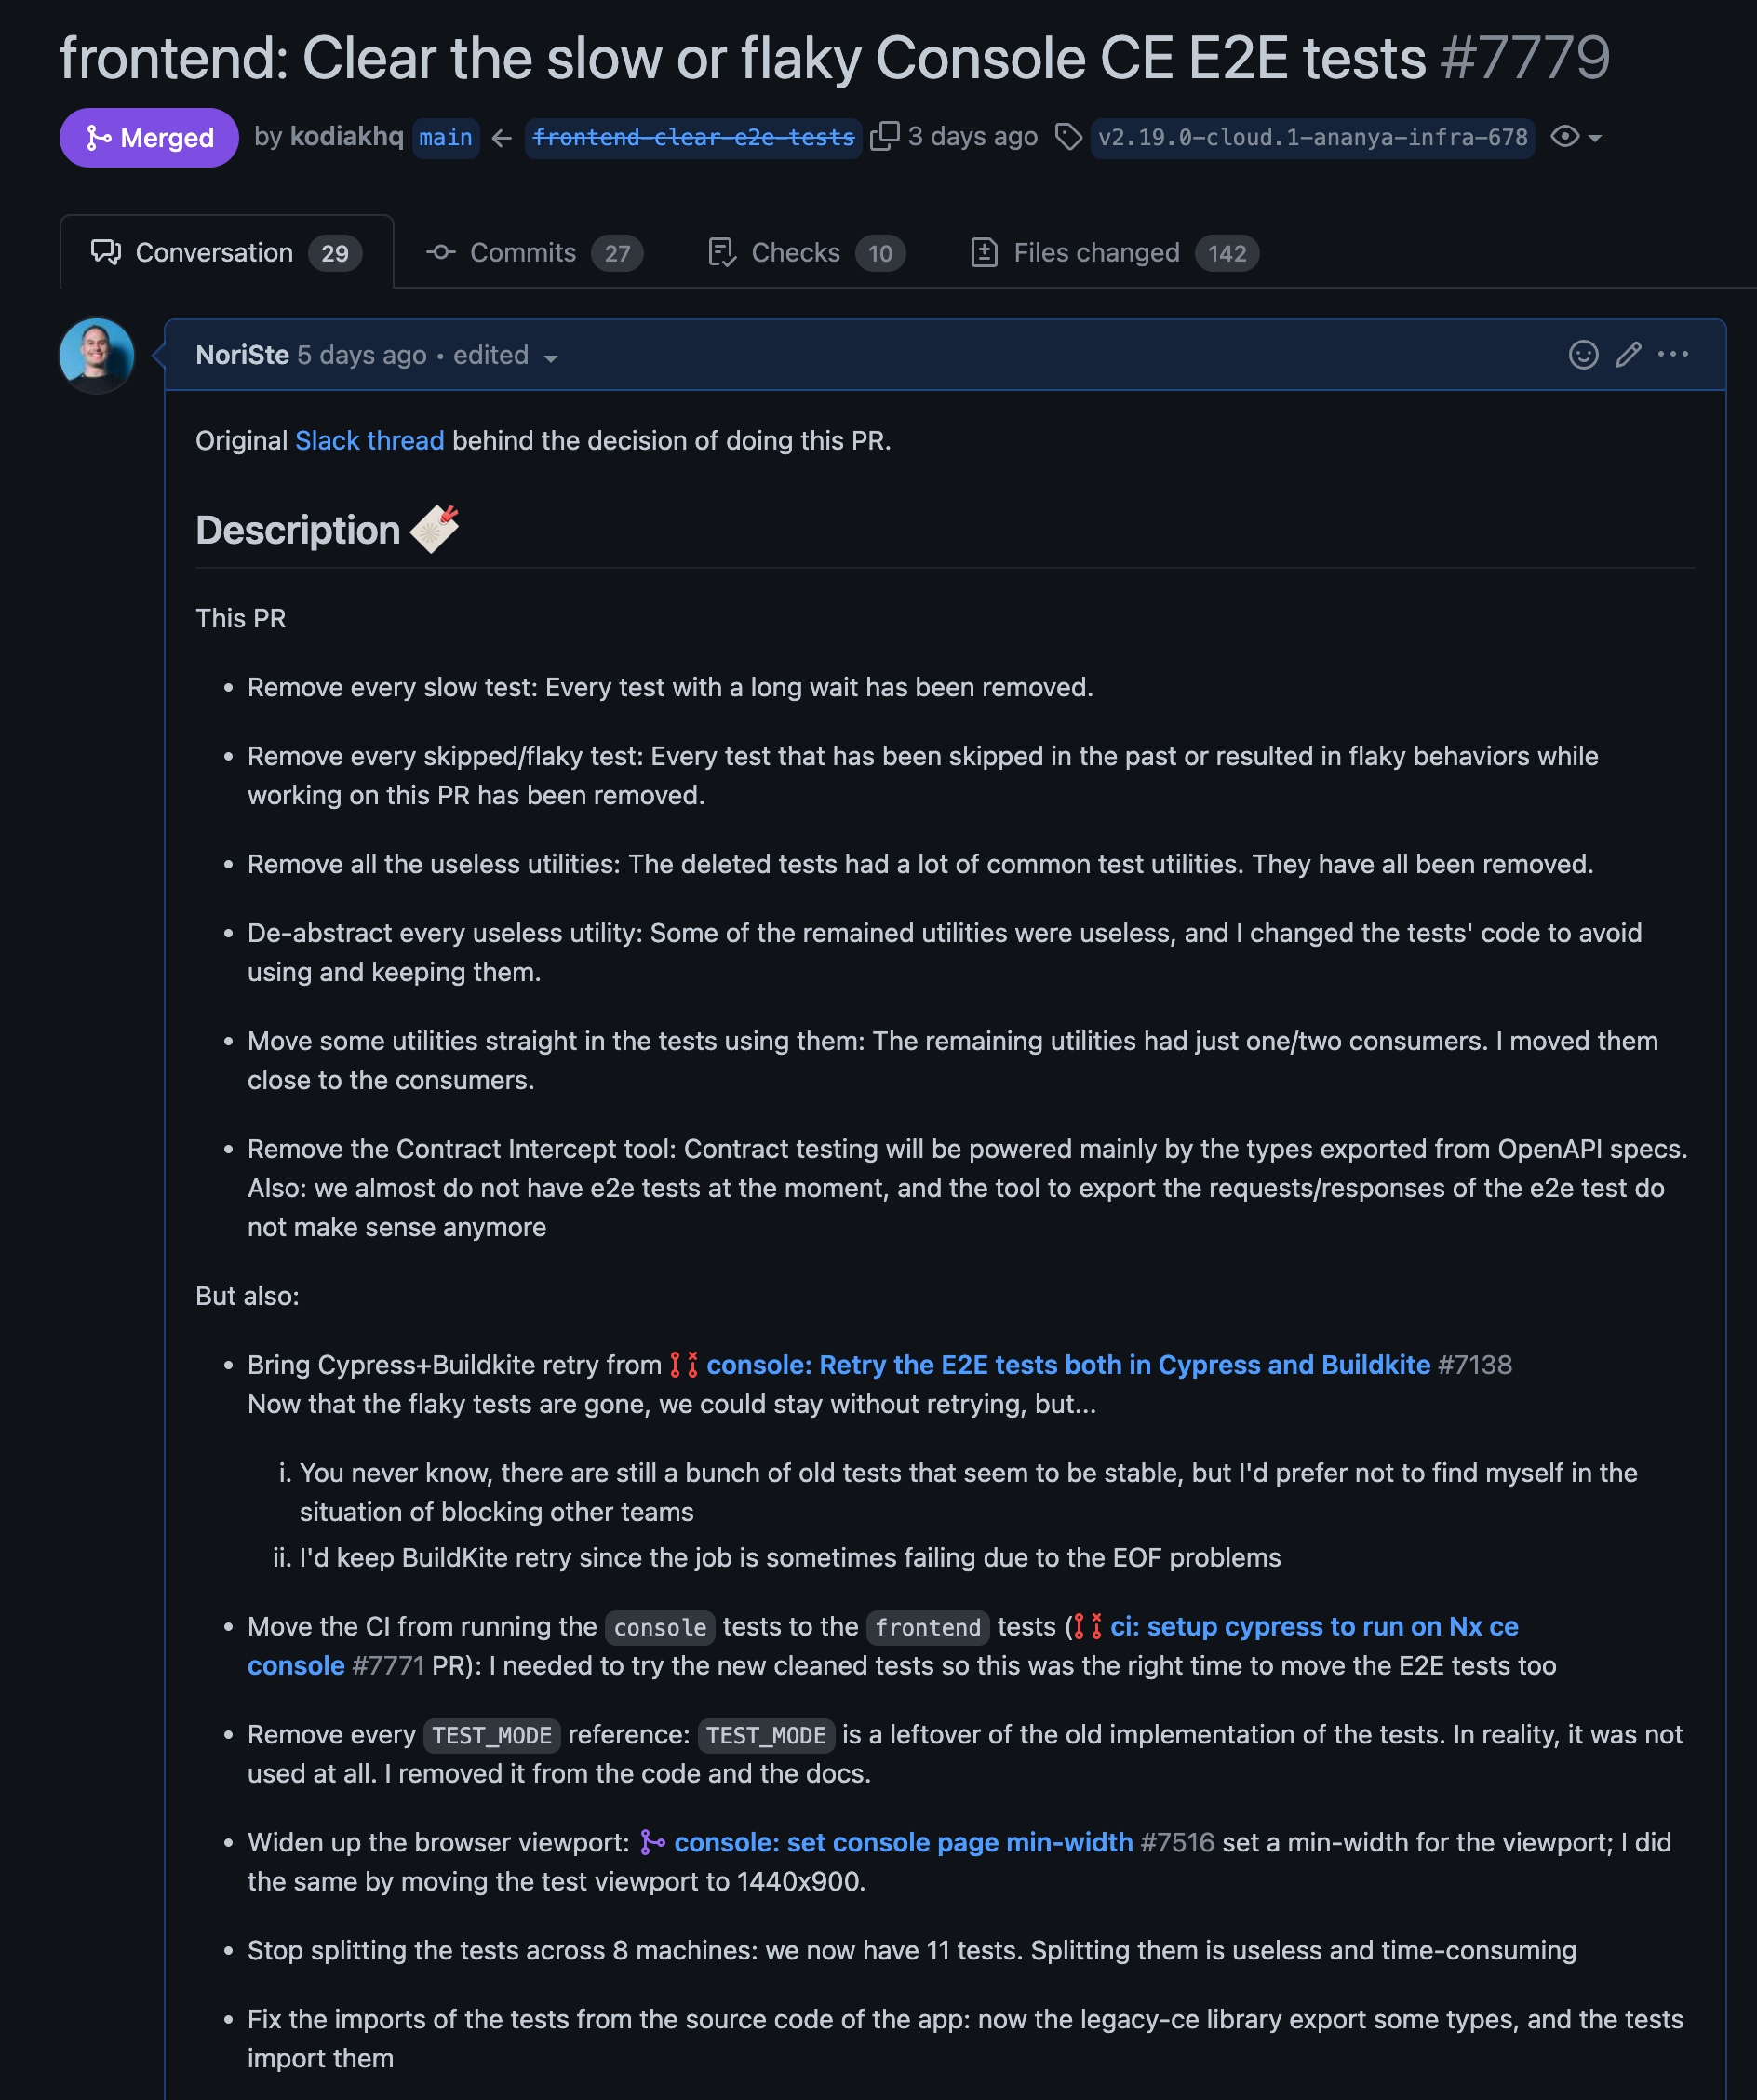 frontend: Clear the slow or flaky Console CE E2E tests #7779
Merged by kodiakhq main ← frontend-clear-e2e-tests 3 days ago v2.19.0-cloud.1-ananya-infra-678
Conversation 29 Commits 27 Checks 10 Files changed 142
NoriSte 5 days ago • edited
Original Slack thread behind the decision of doing this PR.
Description
This PR
• Remove every slow test: Every test with a long wait has been removed.
• Remove every skipped/flaky test: Every test that has been skipped in the past or resulted in flaky behaviors while
working on this PR has been removed.
• Remove all the useless utilities: The deleted tests had a lot of common test utilities. They have all been removed.
• De-abstract every useless utility: Some of the remained utilities were useless, and I changed the tests' code to avoid
using and keeping them.
• Move some utilities straight in the tests using them: The remaining utilities had just one/two consumers. I moved them
close to the consumers.
• Remove the Contract Intercept tool: Contract testing will be powered mainly by the types exported from OpenAPI specs.
Also: we almost do not have e2e tests at the moment, and the tool to export the requests/responses of the e2e test do
not make sense anymore
But also:
• Bring Cypress+Buildkite retry from console: Retry the E2E tests both in Cypress and Buildkite #7138
Now that the flaky tests are gone, we could stay without retrying, but...
i. You never know, there are still a bunch of old tests that seem to be stable, but I'd prefer not to find myself in the
situation of blocking other teams
ii. I'd keep BuildKite retry since the job is sometimes failing due to the EOF problems
• Move the CI from running the console tests to the frontend tests (ci: setup cypress to run on Nx ce
console #7771 PR): I needed to try the new cleaned tests so this was the right time to move the E2E tests too
• Remove every TEST_MODE reference: TEST_MODE is a leftover of the old implementation of the tests. In reality, it was not
used at all. I removed it from the code and the docs.
• Widen up the browser viewport: console: set console page min-width #7516 set a min-width for the viewport; I did
the same by moving the test viewport to 1440x900.
• Stop splitting the tests across 8 machines: we now have 11 tests. Splitting them is useless and time-consuming
• Fix the imports of the tests from the source code of the app: now the legacy-ce library export some types, and the tests
import them